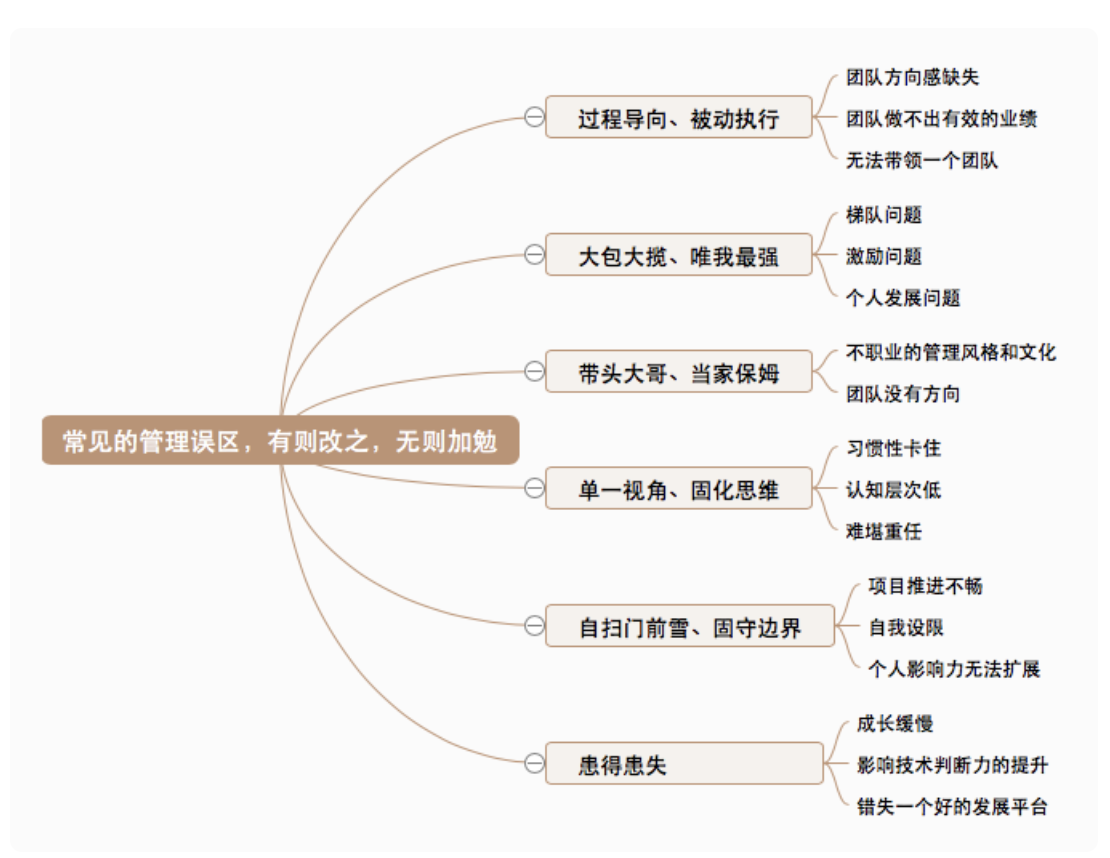 常见的管理误区，有则改之，无则加勉
过程导向、被动执行
团队方向感缺失
团队做不出有效的业绩
无法带领一个团队
大包大揽、唯我最强
梯队问题
激励问题
个人发展问题
带头大哥、当家保姆
不职业的管理风格和文化
团队没有方向
单一视角、固化思维
习惯性卡住
认知层次低
难堪重任
自扫门前雪、固守边界
项目推进不畅
自我设限
个人影响力无法扩展
患得患失
成长缓慢
影响技术判断力的提升
错失一个好的发展平台